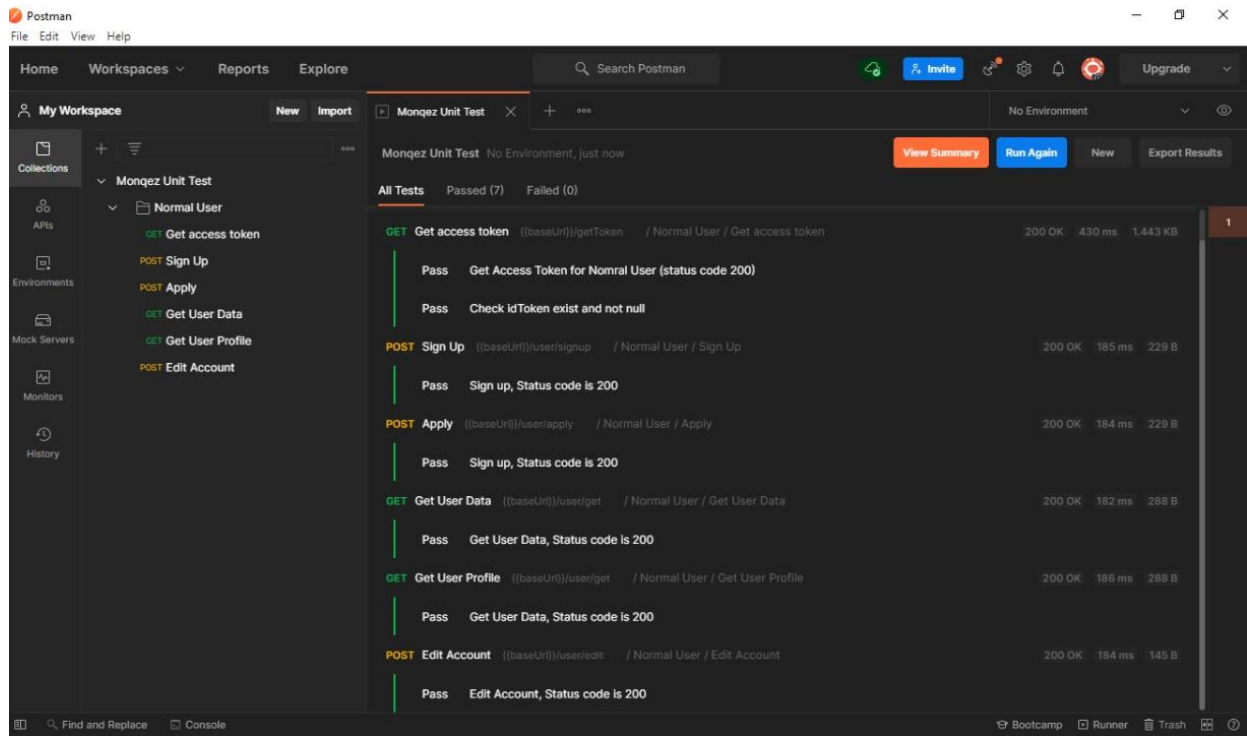 Postman
File Edit View Help
Home Workspaces Reports Explore Search Postman Invite Upgrade
My Workspace New Import Monqez Unit Test No Environment
Collections
APIs
Environments
Mock Servers
Monitors
History
Monqez Unit Test
Normal User
GET Get access token
POST Sign Up
POST Apply
GET Get User Data
GET Get User Profile
POST Edit Account
Monqez Unit Test No Environment, just now View Summary Run Again New Export Results
All Tests Passed (7) Failed (0)
1
GET Get access token {{baseUrl}}/getToken / Normal User / Get access token 200 OK 430 ms 1.443 KB
Pass Get Access Token for Nomral User (status code 200)
Pass Check idToken exist and not null
POST Sign Up {{baseUrl}}/user/signup / Normal User / Sign Up 200 OK 185 ms 229 B
Pass Sign up, Status code is 200
POST Apply {{baseUrl}}/user/apply / Normal User / Apply 200 OK 184 ms 229 B
Pass Sign up, Status code is 200
GET Get User Data {{baseUrl}}/user/get / Normal User / Get User Data 200 OK 182 ms 288 B
Pass Get User Data, Status code is 200
GET Get User Profile {{baseUrl}}/user/get / Normal User / Get User Profile 200 OK 186 ms 288 B
Pass Get User Data, Status code is 200
POST Edit Account {{baseUrl}}/user/edit / Normal User / Edit Account 200 OK 184 ms 145 B
Pass Edit Account, Status code is 200
Find and Replace Console Bootcamp Runner Trash